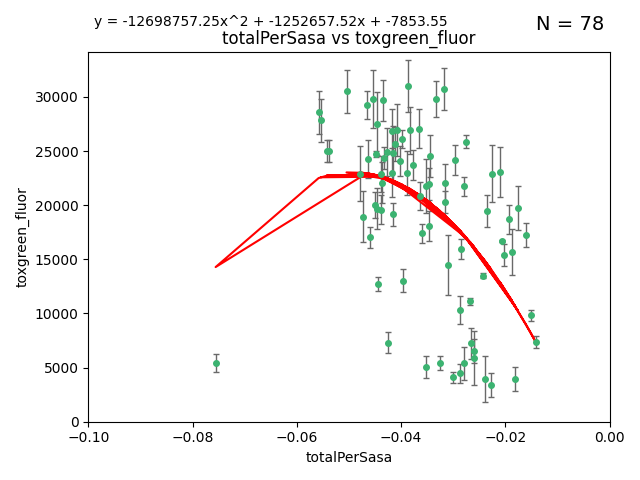 y = -12698757.25x^2 + -1252657.52x + -7853.55
N = 78
totalPerSasa vs toxgreen_fluor
toxgreen_fluor
30000
25000
20000
15000
10000
5000
0
−0.10
−0.08
−0.06
−0.04
−0.02
0.00
totalPerSasa